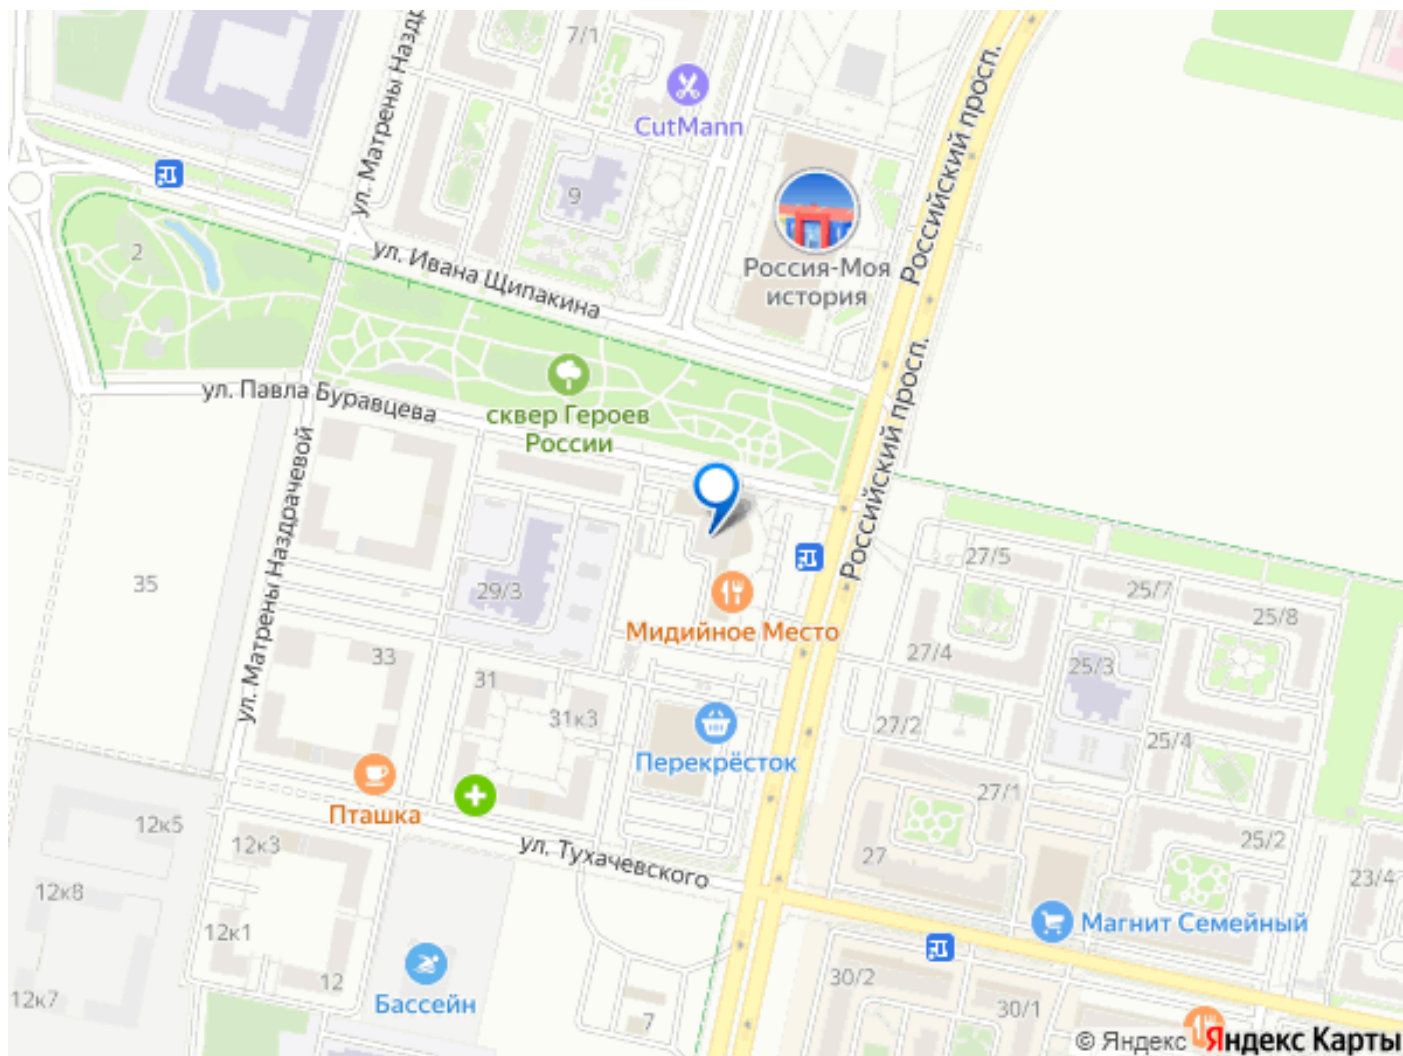 7/1
ул. Матрены Назд
CutMann
Российский просп.
9
2
ул. Ивана Щипакина
Россия-Моя
история
Российский просп.
ул. Павла Буравцева
сквер Героев
России
ул. Матрены Наздрачевой
35
29/3
27/5
25/7
25/8
Мидийное Место
27/4
25/3
33
31
31к3
27/2
25/4
Перекрёсток
27/1
Пташка
12к5
12к3
25/2
ул. Тухачевского
27
23/4
12к8
12к1
Магнит Семейный
12
30/2
12к7
Бассейн
30/1
7
© Яндекс Яндекс Карты